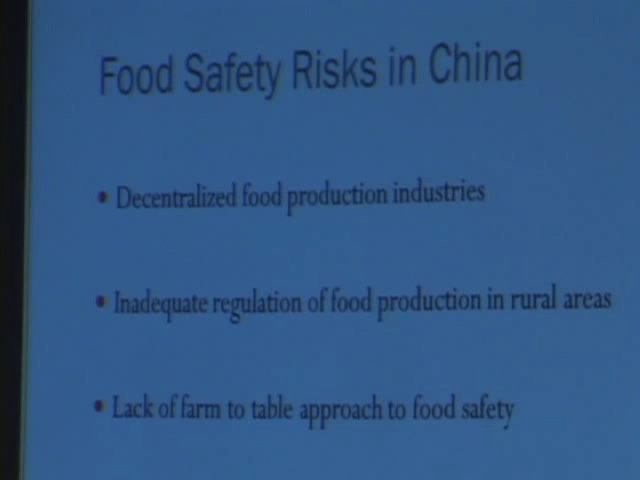 Food Safety Risks in China
• Decentralized food production industries
• Inadequate regulation of food production in rural areas
• Lack of farm to table approach to food safety